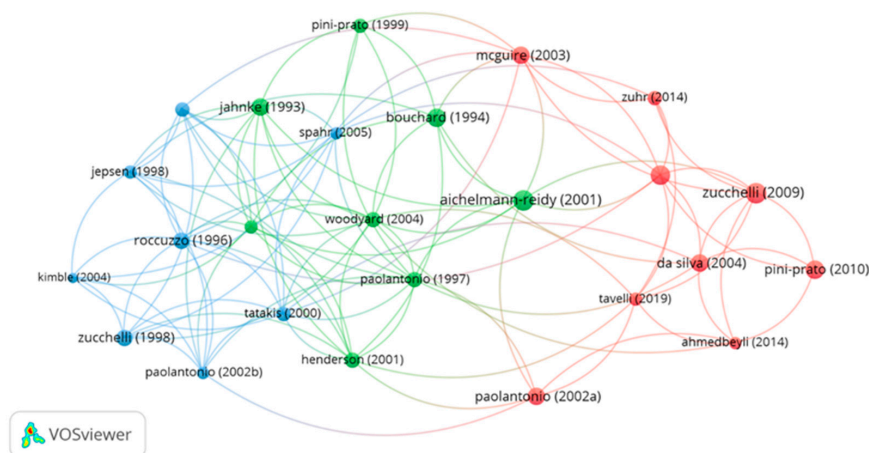 pini-prato (1999)
mcguire (2003)
zuhr (2014)
jahnke (1993)
bouchard (1994)
spahr (2005)
jepsen (1998)
zucchelli (2009)
aichelmann-reidy (2001)
woodyard (2004)
roccuzzo (1996)
da silva (2004)
pini-prato (2010)
kimble (2004)
paolantonio (1997)
tavelli (2019)
tatakis (2000)
zucchelli (1998)
ahmedbeyli (2014)
henderson (2001)
paolantonio (2002b)
paolantonio (2002a)
VOSviewer